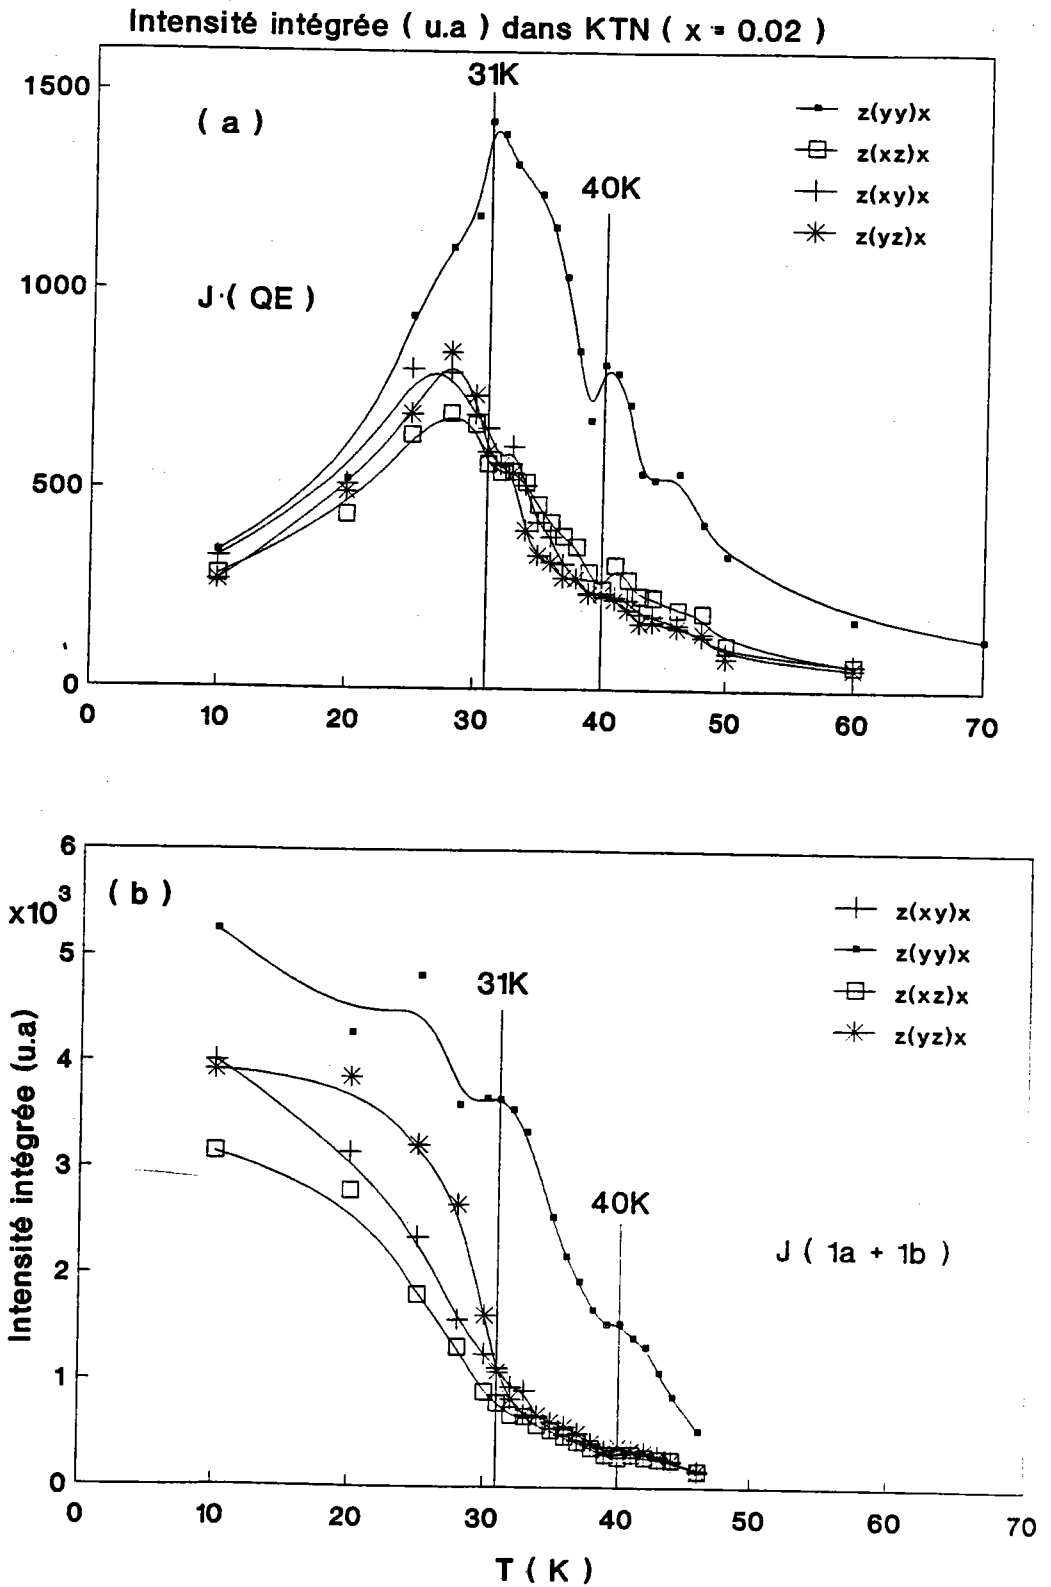 Intensité intégrée ( u.a ) dans KTN ( x = 0.02 )
31K
1500
( a )
z(yy)x
z(xz)x
40K
z(xy)x
z(yz)x
1000
J ( QE )
500
0
0 10 20 30 40 50 60 70
6
( b )
x10³
z(xy)x
5
z(yy)x
31K
z(xz)x
z(yz)x
4
3
40K
J ( 1a + 1b )
2
1
0
0 10 20 30 40 50 60 70
Intensité intégrée (u.a)
T ( K )